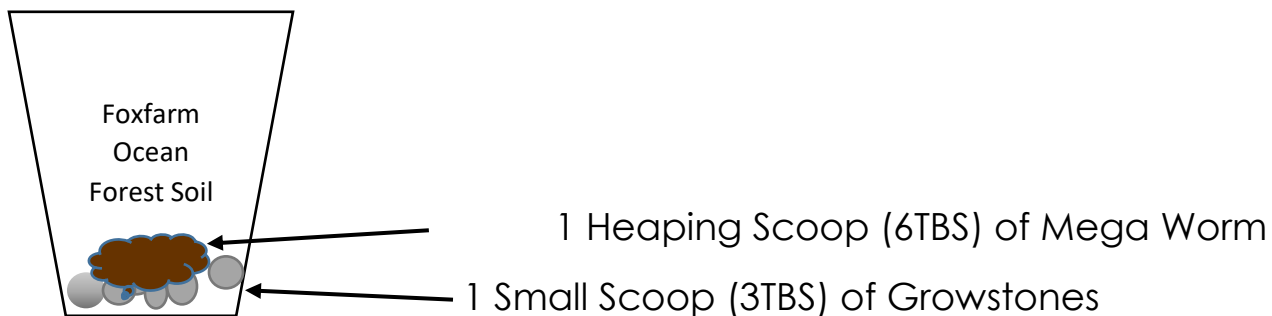 Foxfarm
Ocean
Forest Soil
1 Heaping Scoop (6TBS) of Mega Worm
1 Small Scoop (3TBS) of Growstones